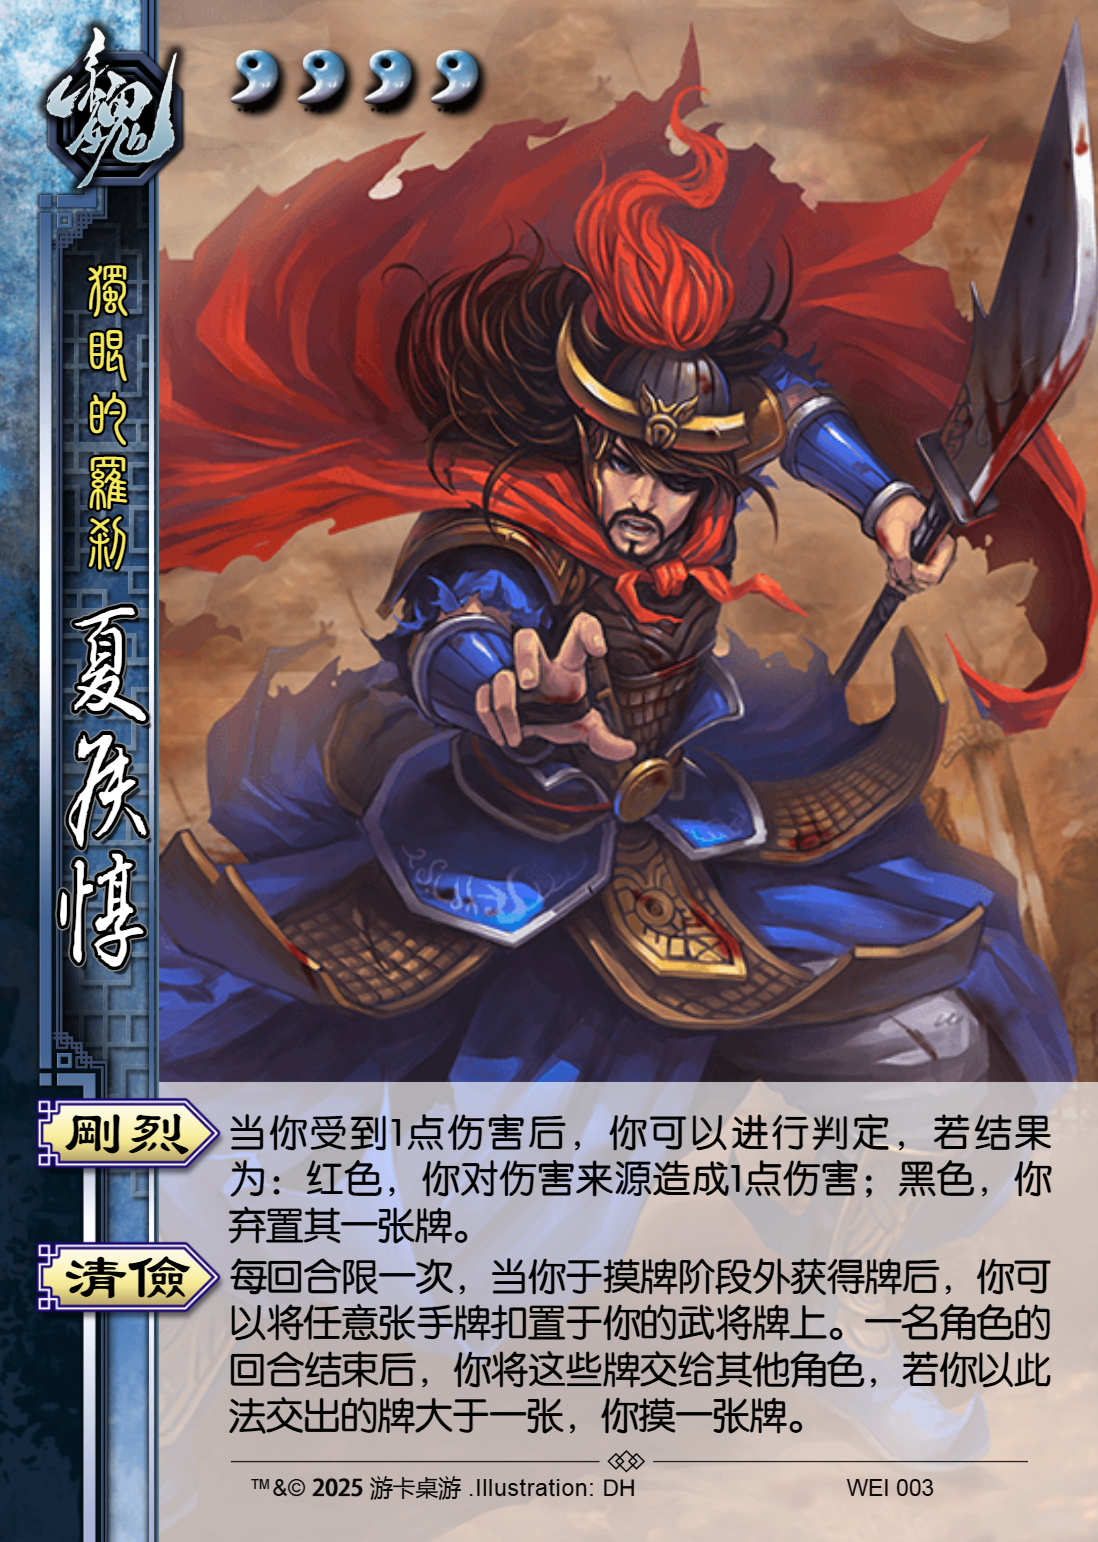 魏
獨眼的羅刹
夏侯惇
剛烈
当你受到1点伤害后，你可以进行判定，若结果
为：红色，你对伤害来源造成1点伤害；黑色，你
弃置其一张牌。
清儉
每回合限一次，当你于摸牌阶段外获得牌后，你可
以将任意张手牌扣置于你的武将牌上。一名角色的
回合结束后，你将这些牌交给其他角色，若你以此
法交出的牌大于一张，你摸一张牌。
™&© 2025 游卡桌游 .Illustration: DH
WEI 003